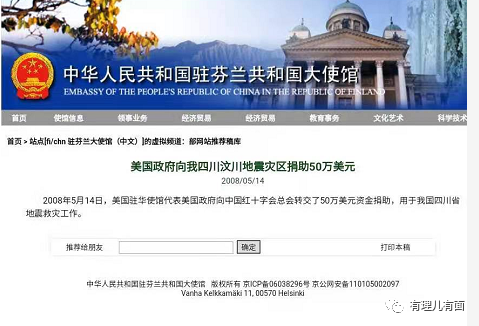 中华人民共和国驻芬兰共和国大使馆
EMBASSY OF THE PEOPLE'S REPUBLIC OF CHINA IN THE REPUBLIC OF FINLAND
首页 使馆信息 领事业务 经济贸易 经济贸易 教育事务 文化艺术 科学技术
首页 > 站点[fi/chn 驻芬兰大使馆（中文）]的虚拟频道：部网站推荐稿库
美国政府向我四川汶川地震灾区捐助50万美元
2008/05/14
2008年5月14日，美国驻华使馆代表美国政府向中国红十字会总会转交了50万美元资金捐助，用于我国四川省
地震救灾工作。
推荐给朋友 确定 打印本稿
中华人民共和国驻芬兰共和国大使馆 版权所有 京ICP备06038296号 京公网安备110105002097
Vanha Kelkkamäki 11, 00570 Helsinki
有理儿有面